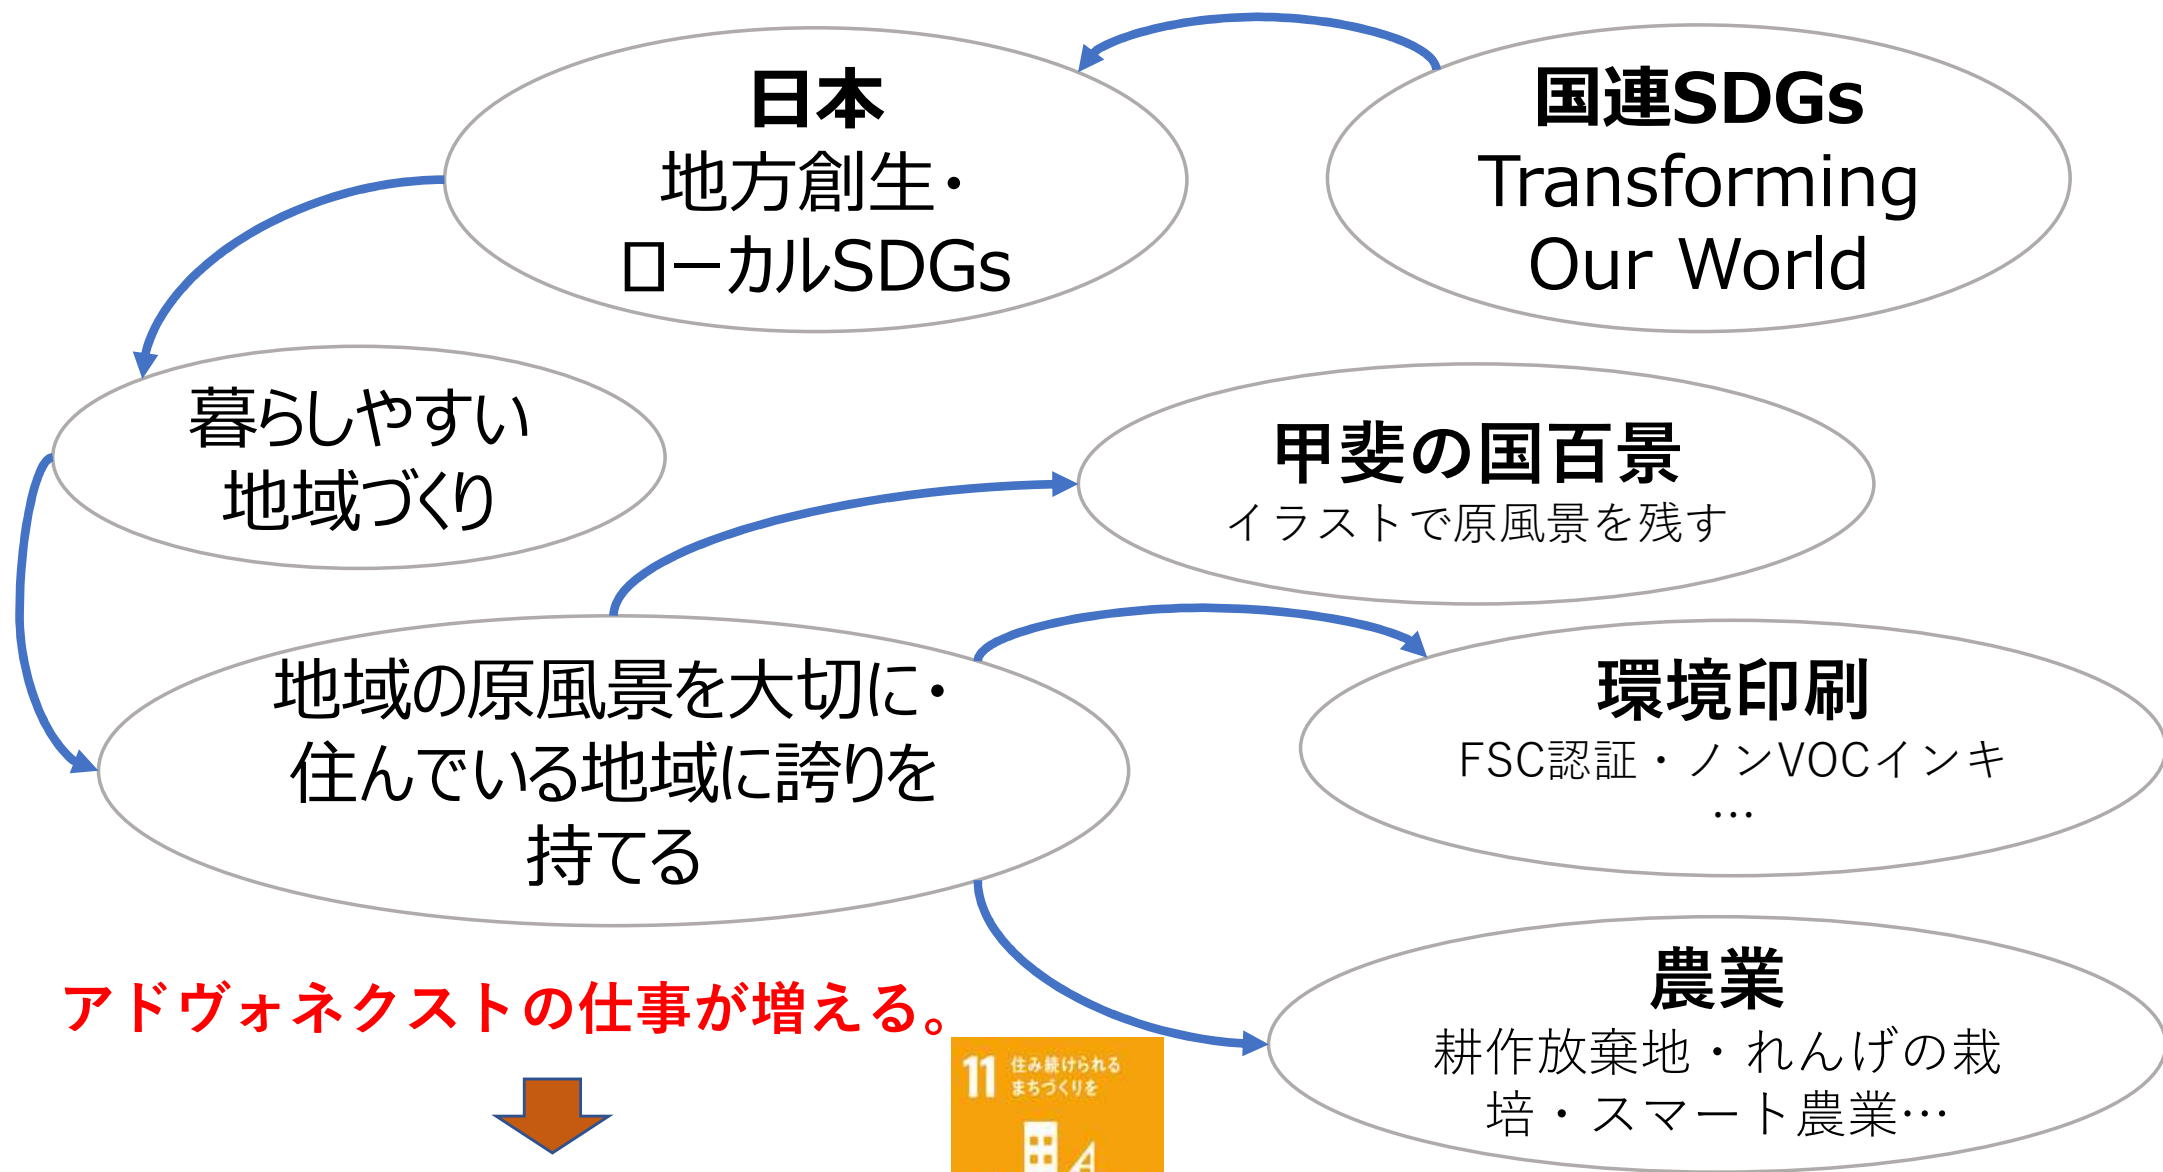 日本
地方創生・
ローカルSDGs
国連SDGs
Transforming
Our World
暮らしやすい
地域づくり
甲斐の国百景
イラストで原風景を残す
地域の原風景を大切に・
住んでいる地域に誇りを
持てる
環境印刷
FSC認証・ノンVOCインキ
…
農業
耕作放棄地・れんげの栽
培・スマート農業…
アドヴォネクストの仕事が増える。
11 住み続けられる
まちづくりを